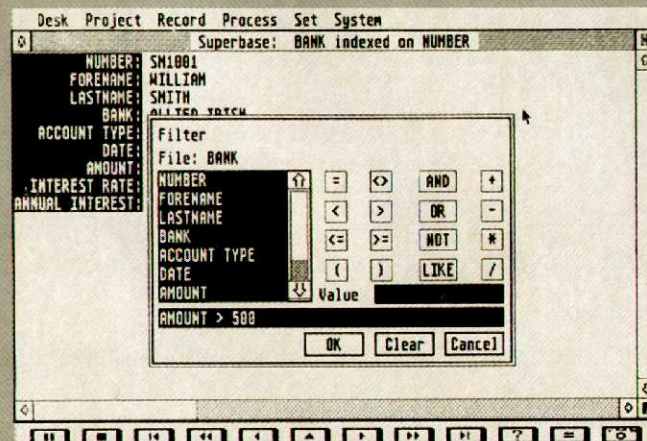 Desk Project Record Process Set System
Superbase: BANK indexed on NUMBER
NUMBER: SM1001
FORENAME: WILLIAM
LASTNAME: SMITH
BANK: ALLIED IRISH
ACCOUNT TYPE:
DATE:
AMOUNT:
INTEREST RATE:
ANNUAL INTEREST:
Filter
File: BANK
NUMBER
FORENAME
LASTNAME
BANK
ACCOUNT TYPE
DATE
AMOUNT
= <> AND +
< > OR -
<= >= NOT *
( ) LIKE /
Value
AMOUNT > 500
OK Clear Cancel
? =